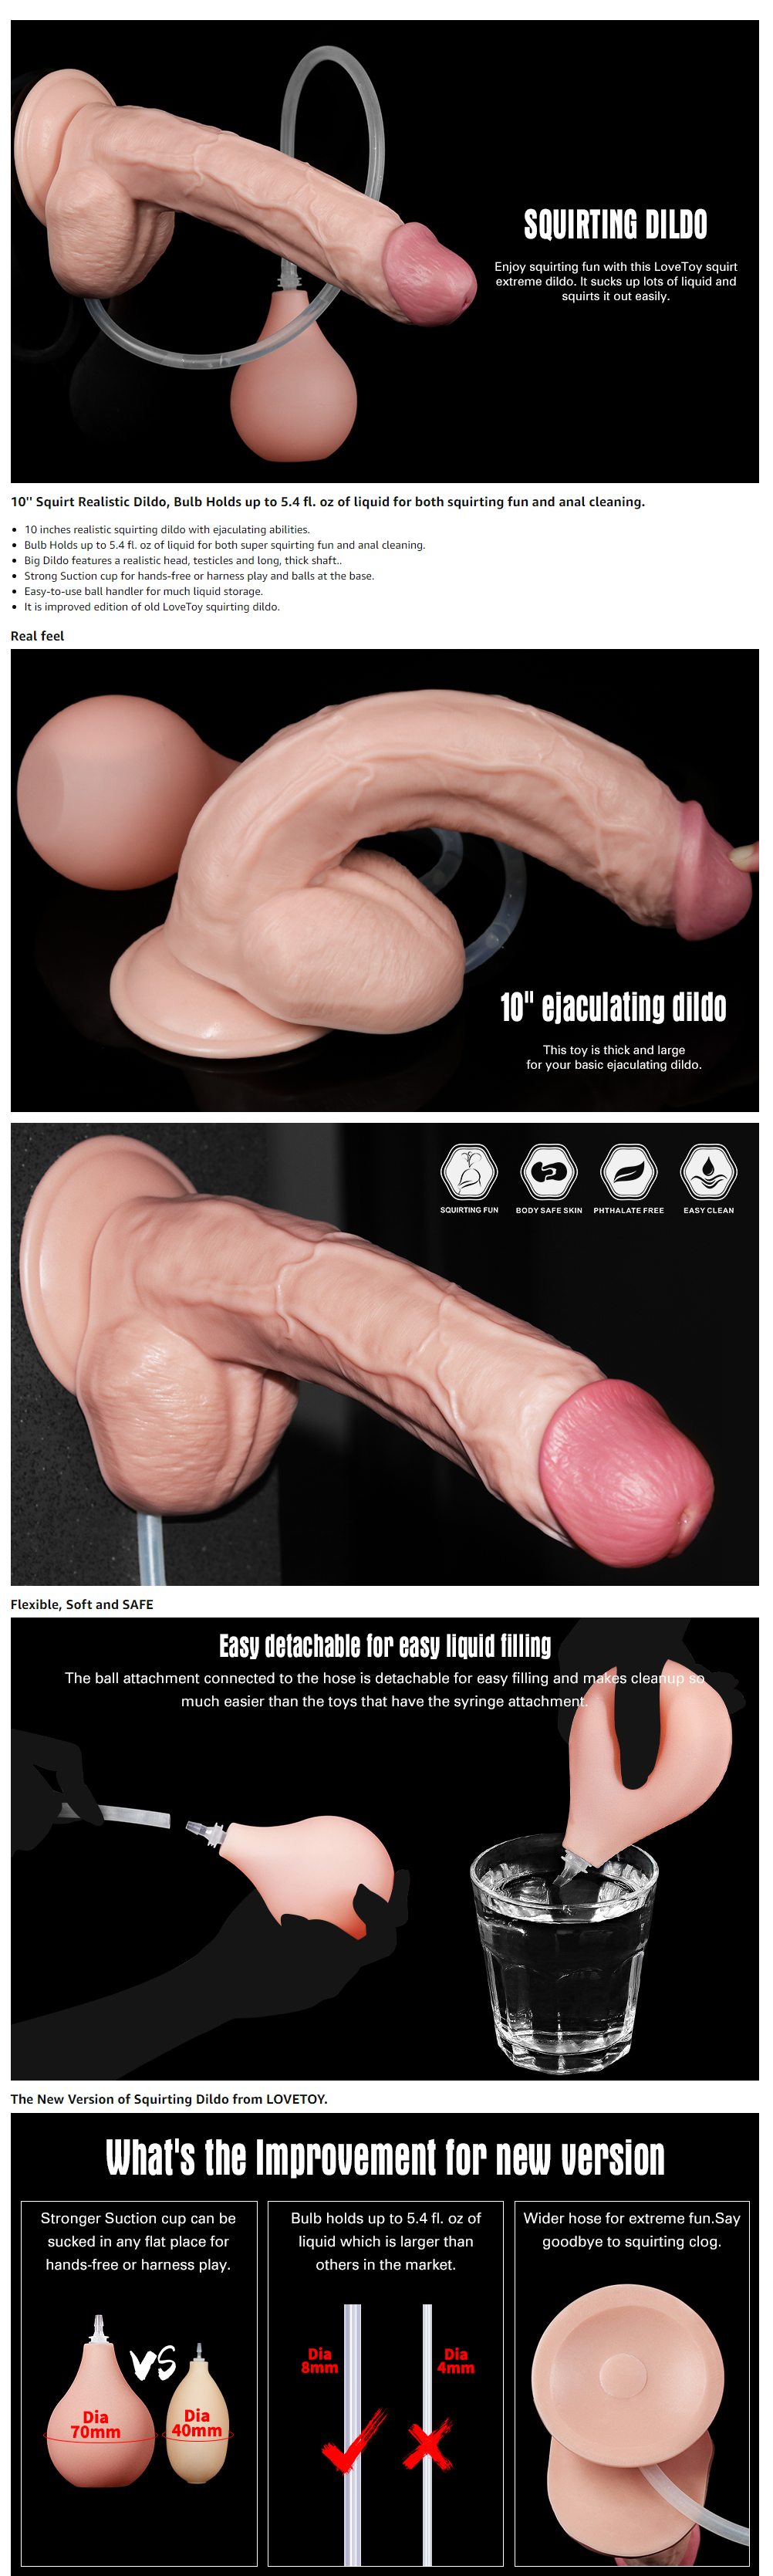 SQUIRTING DILDO
Enjoy squirting fun with this LoveToy squirt
extreme dildo. It sucks up lots of liquid and
squirts it out easily.
10'' Squirt Realistic Dildo, Bulb Holds up to 5.4 fl. oz of liquid for both squirting fun and anal cleaning.
10 inches realistic squirting dildo with ejaculating abilities.
Bulb Holds up to 5.4 fl. oz of liquid for both super squirting fun and anal cleaning.
Big Dildo features a realistic head, testicles and long, thick shaft..
Strong Suction cup for hands-free or harness play and balls at the base.
Easy-to-use ball handler for much liquid storage.
It is improved edition of old LoveToy squirting dildo.
Real feel
10" ejaculating dildo
This toy is thick and large
for your basic ejaculating dildo.
SQUIRTING FUN
BODY SAFE SKIN
PHTHALATE FREE
EASY CLEAN
Flexible, Soft and SAFE
Easy detachable for easy liquid filling
The ball attachment connected to the hose is detachable for easy filling and makes cleanup so
much easier than the toys that have the syringe attachment.
The New Version of Squirting Dildo from LOVETOY.
What's the Improvement for new version
Stronger Suction cup can be
sucked in any flat place for
hands-free or harness play.
VS
Dia
70mm
Dia
40mm
Bulb holds up to 5.4 fl. oz of
liquid which is larger than
others in the market.
Dia
8mm
Dia
4mm
Wider hose for extreme fun.Say
goodbye to squirting clog.